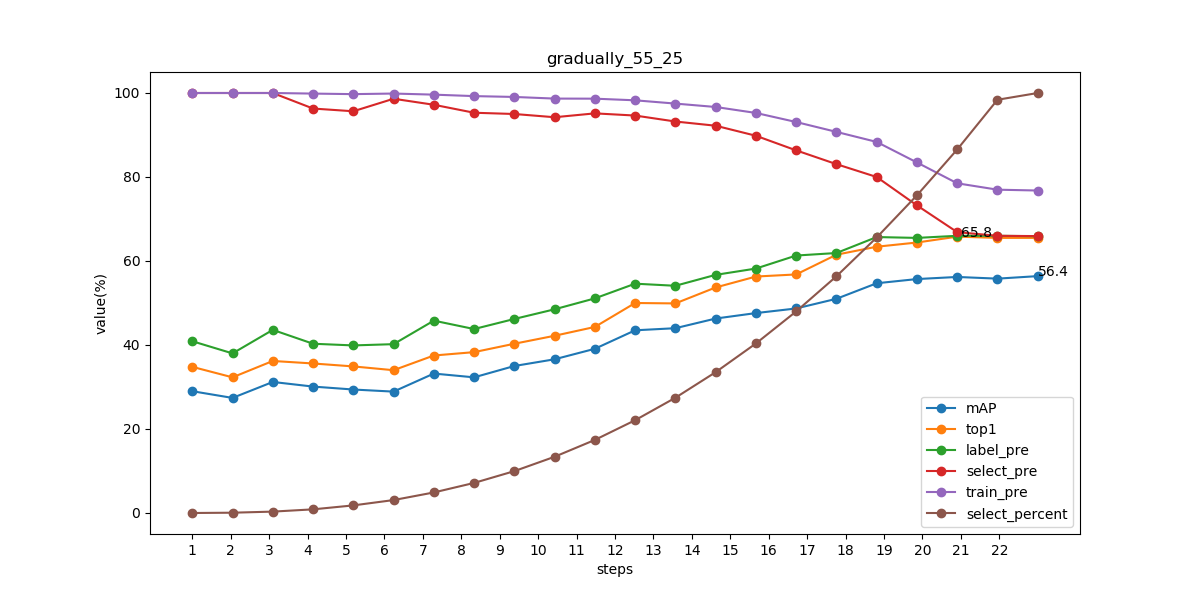 gradually_55_25
value(%)
100
80
60
40
20
0
65.8
56.4
mAP
top1
label_pre
select_pre
train_pre
select_percent
1 2 3 4 5 6 7 8 9 10 11 12 13 14 15 16 17 18 19 20 21 22
steps